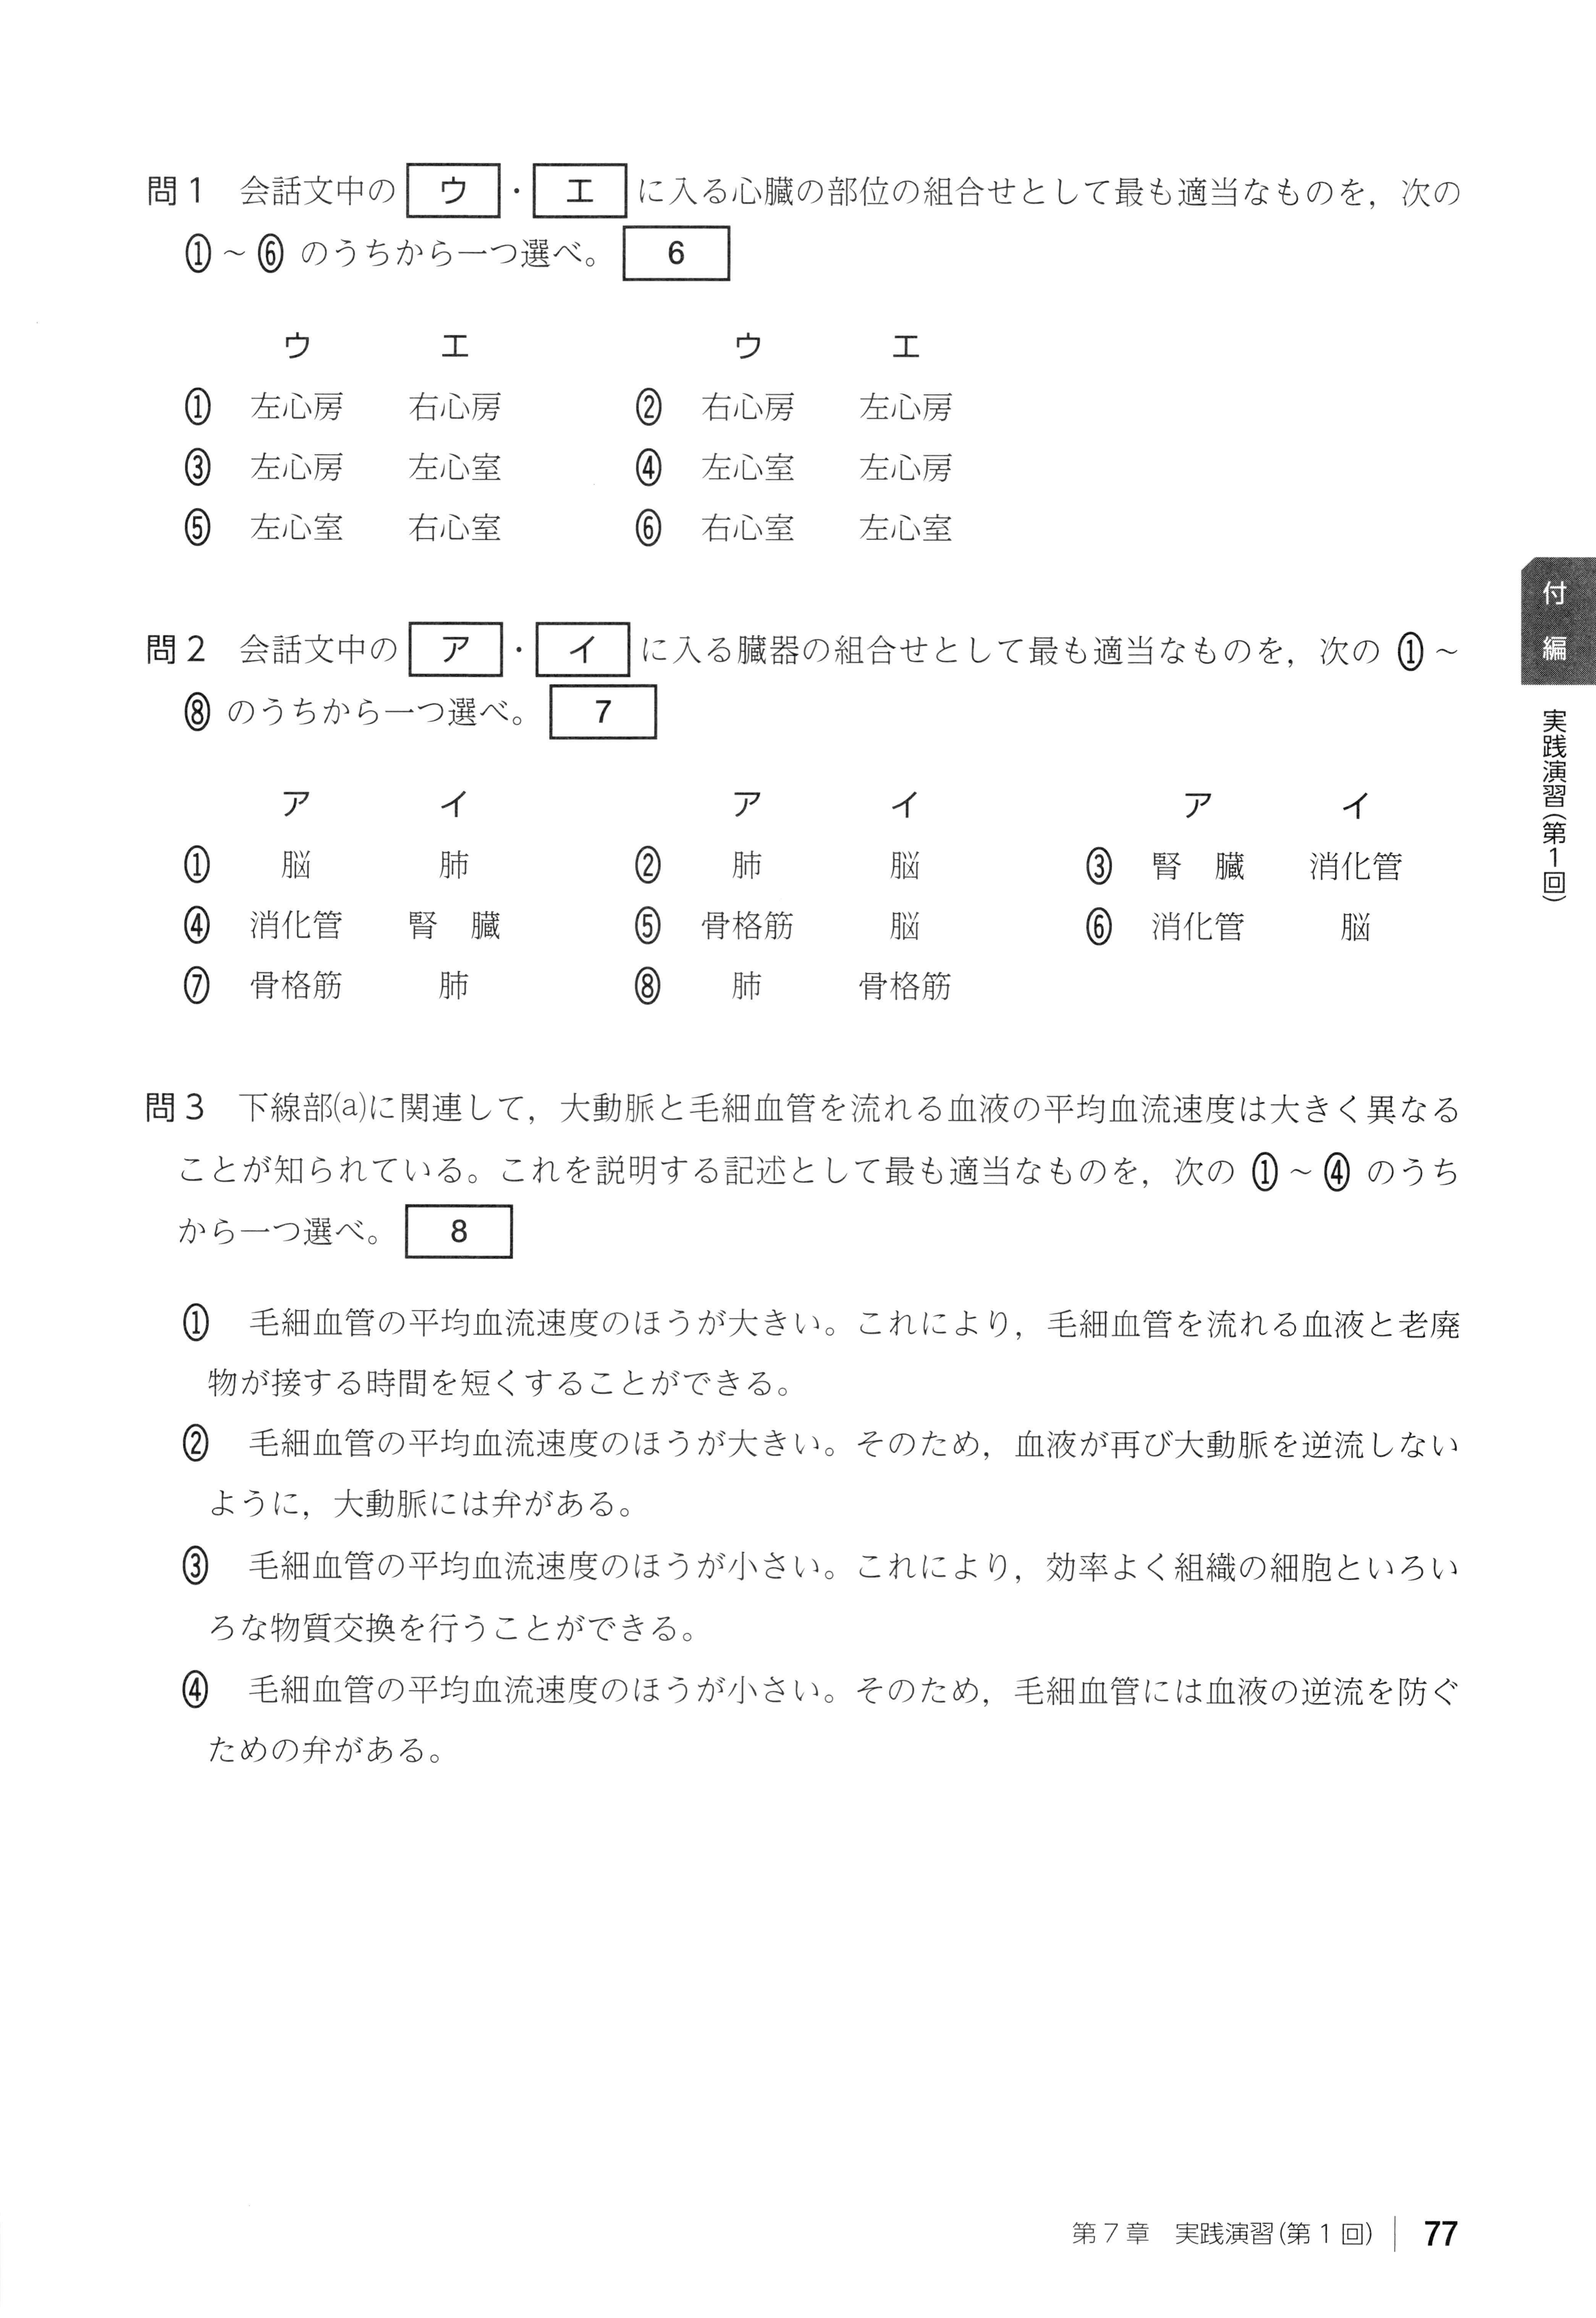 問1 会話文中の ウ ・ エ に入る心臓の部位の組合せとして最も適当なものを，次の
①～⑥ のうちから一つ選べ。 6
ウ エ ウ エ
① 左心房 右心房 ② 右心房 左心房
③ 左心房 左心室 ④ 左心室 左心房
⑤ 左心室 右心室 ⑥ 右心室 左心室
問2 会話文中の ア ・ イ に入る臓器の組合せとして最も適当なものを，次の ①～
⑧ のうちから一つ選べ。 7
ア イ ア イ ア イ
① 脳 肺 ② 肺 脳 ③ 腎 臓 消化管
④ 消化管 腎 臓 ⑤ 骨格筋 脳 ⑥ 消化管 脳
⑦ 骨格筋 肺 ⑧ 肺 骨格筋
問3 下線部(a)に関連して，大動脈と毛細血管を流れる血液の平均血流速度は大きく異なる
ことが知られている。これを説明する記述として最も適当なものを，次の ①～④ のうち
から一つ選べ。 8
① 毛細血管の平均血流速度のほうが大きい。これにより，毛細血管を流れる血液と老廃
物が接する時間を短くすることができる。
② 毛細血管の平均血流速度のほうが大きい。そのため，血液が再び大動脈を逆流しない
ように，大動脈には弁がある。
③ 毛細血管の平均血流速度のほうが小さい。これにより，効率よく組織の細胞といろい
ろな物質交換を行うことができる。
④ 毛細血管の平均血流速度のほうが小さい。そのため，毛細血管には血液の逆流を防ぐ
ための弁がある。
付編
実践演習(第1回)
第7章 実践演習(第1回) 77